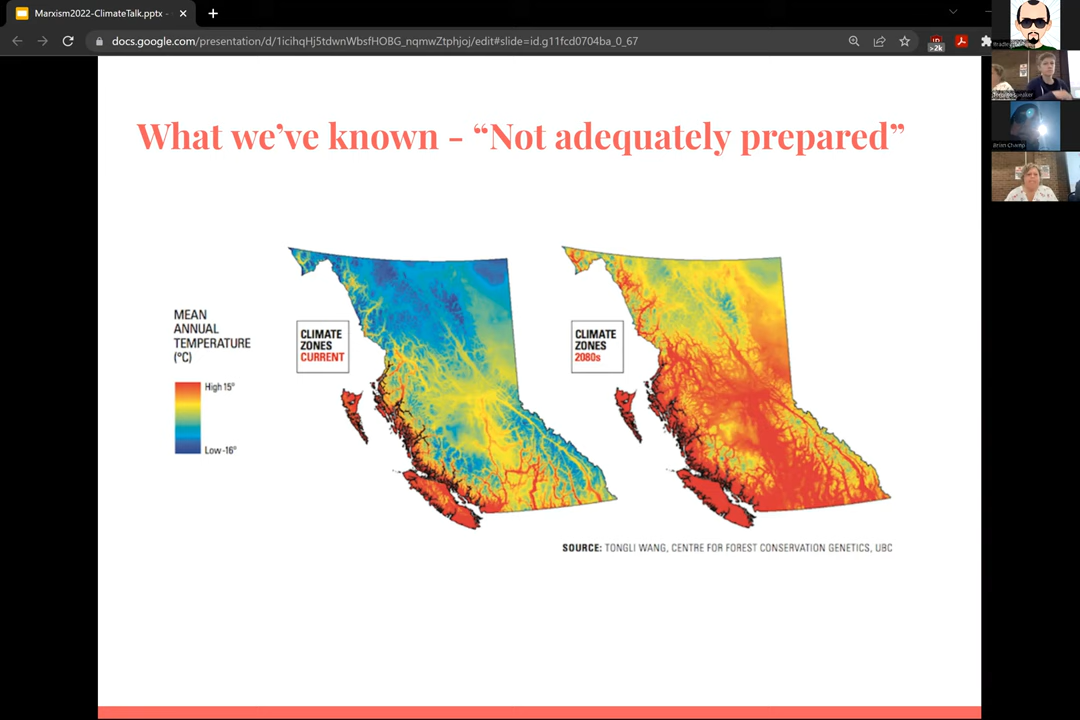 Marxism2022-ClimateTalk.pptx -
docs.google.com/presentation/d/1icihqHj5tdwnWbsfHOBG_nqmwZtphjoj/edit#slide=id.g11fcd0704ba_0_67
>2k
What we’ve known - “Not adequately prepared”
MEAN
ANNUAL
TEMPERATURE
(°C)
High 15°
Low -16°
CLIMATE
ZONES
CURRENT
CLIMATE
ZONES
2080s
SOURCE: TONGLI WANG, CENTRE FOR FOREST CONSERVATION GENETICS, UBC